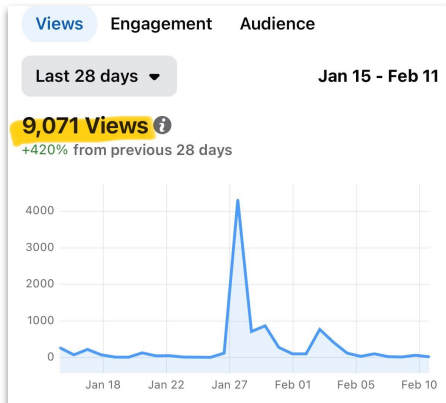 Views Engagement Audience
Last 28 days Jan 15 - Feb 11
9,071 Views
+420% from previous 28 days
4000
3000
2000
1000
0
Jan 18 Jan 22 Jan 27 Feb 01 Feb 05 Feb 10